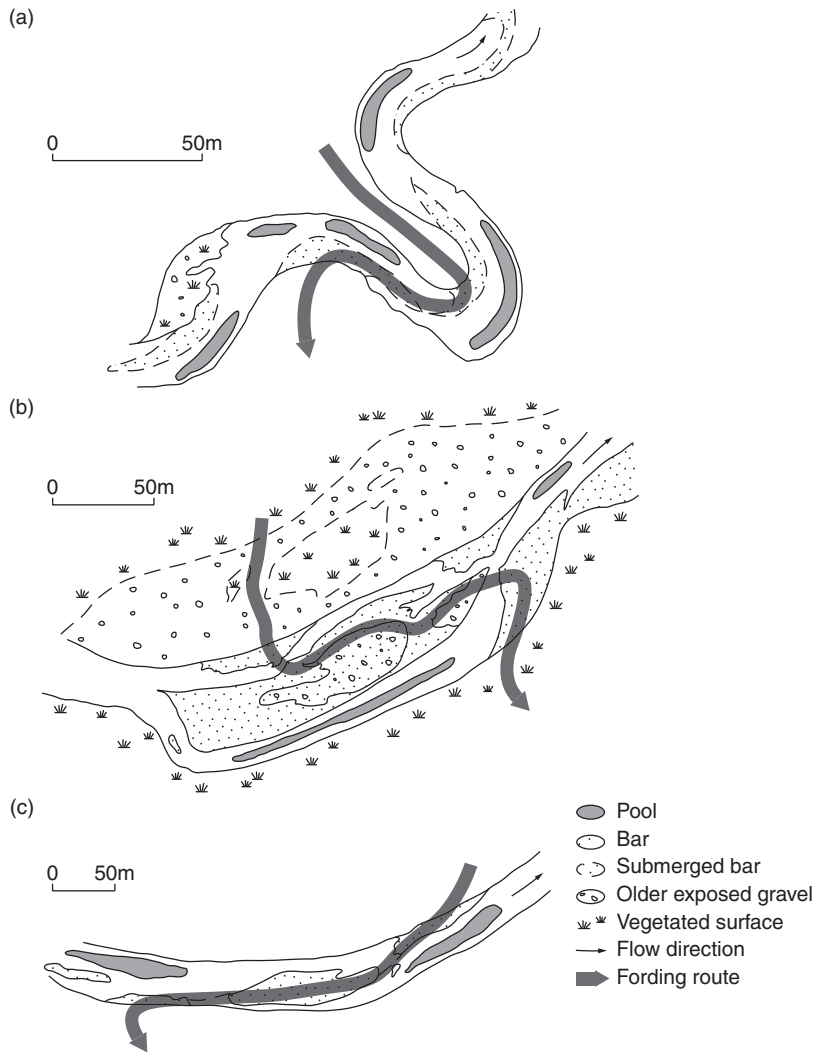 (a)
0 50m
(b)
0 50m
(c)
0 50m
Pool
Bar
Submerged bar
Older exposed gravel
Vegetated surface
Flow direction
Fording route